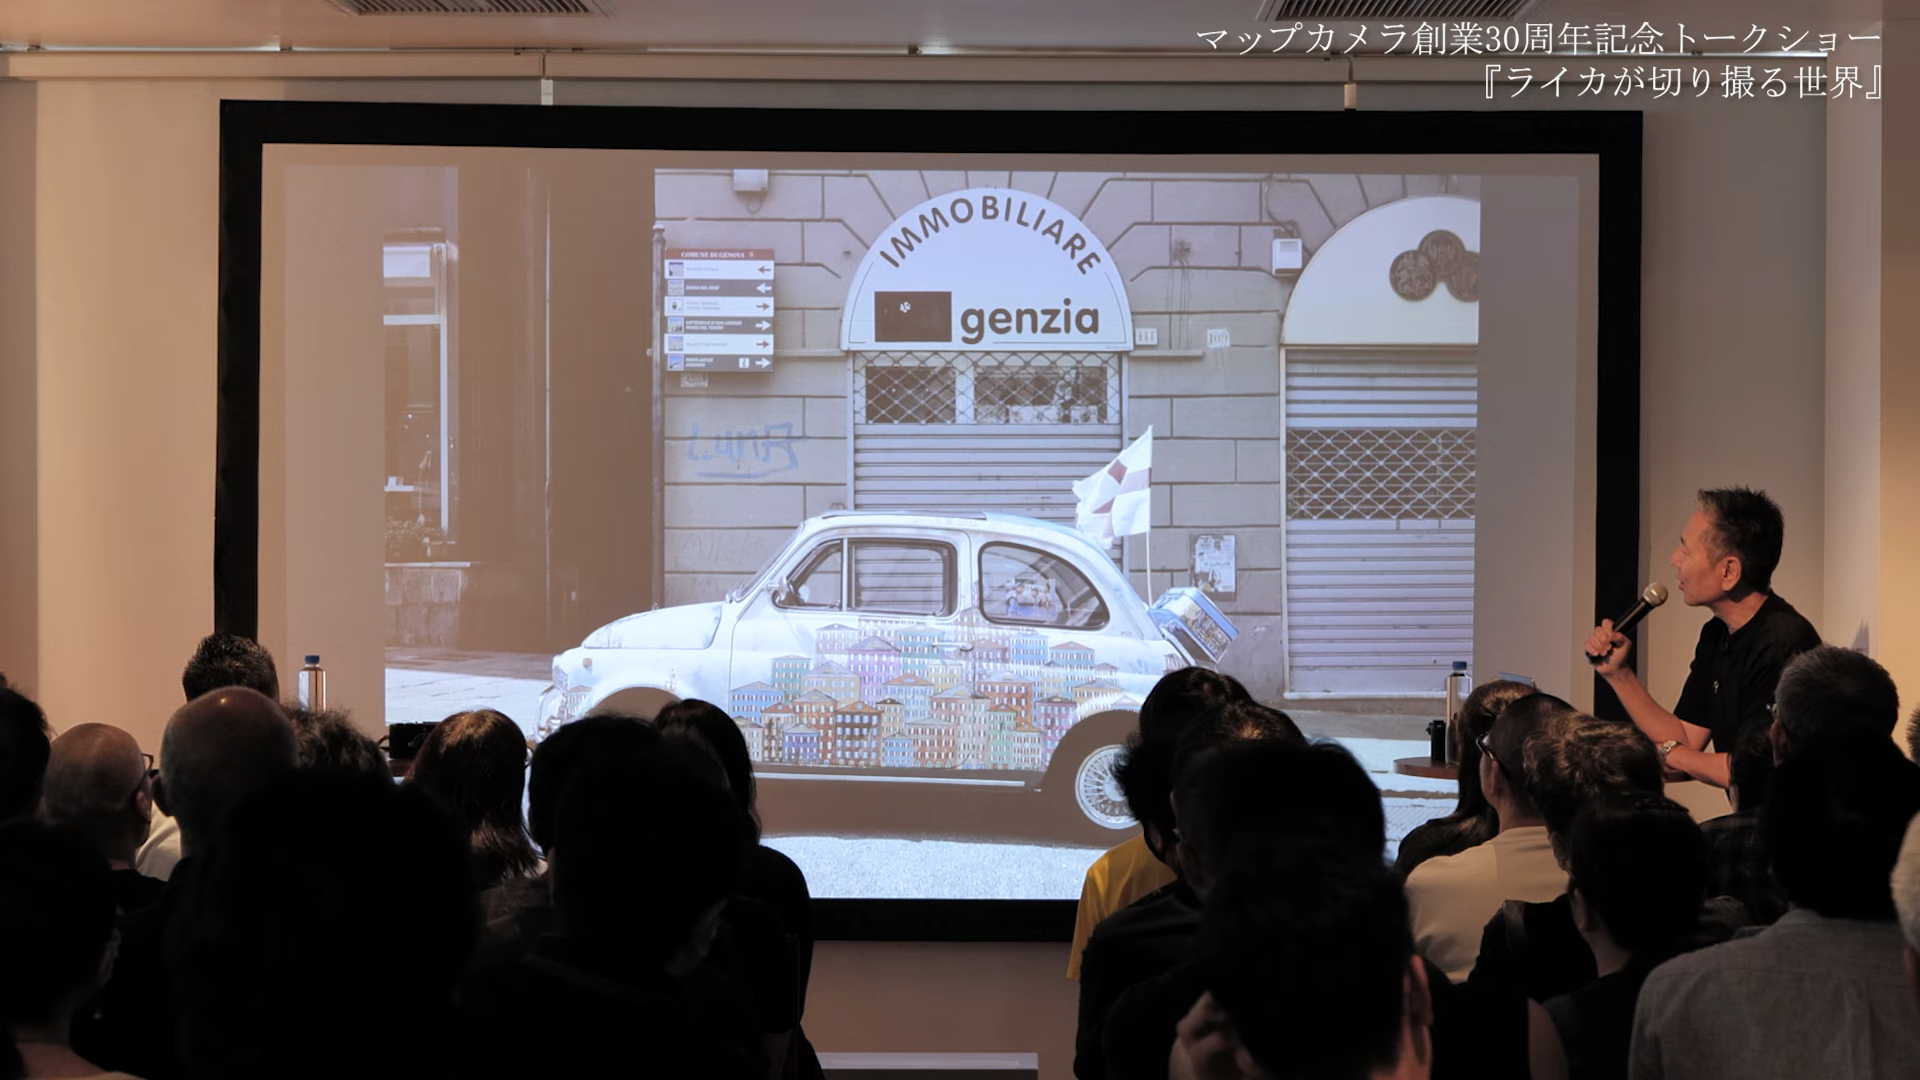 マップカメラ創業30周年記念トークショー
『ライカが切り撮る世界』
IMMOBILIARE
genzia
COMUNE DI GENOVA
Luna